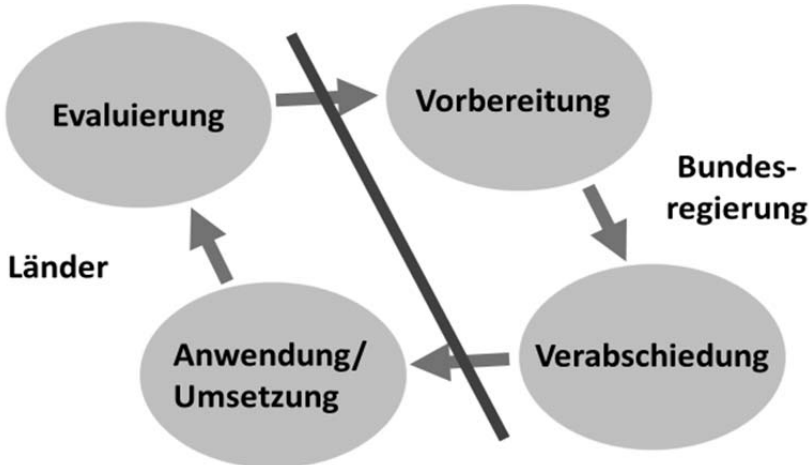 Evaluierung
Vorbereitung
Bundes-
regierung
Länder
Anwendung/
Umsetzung
Verabschiedung